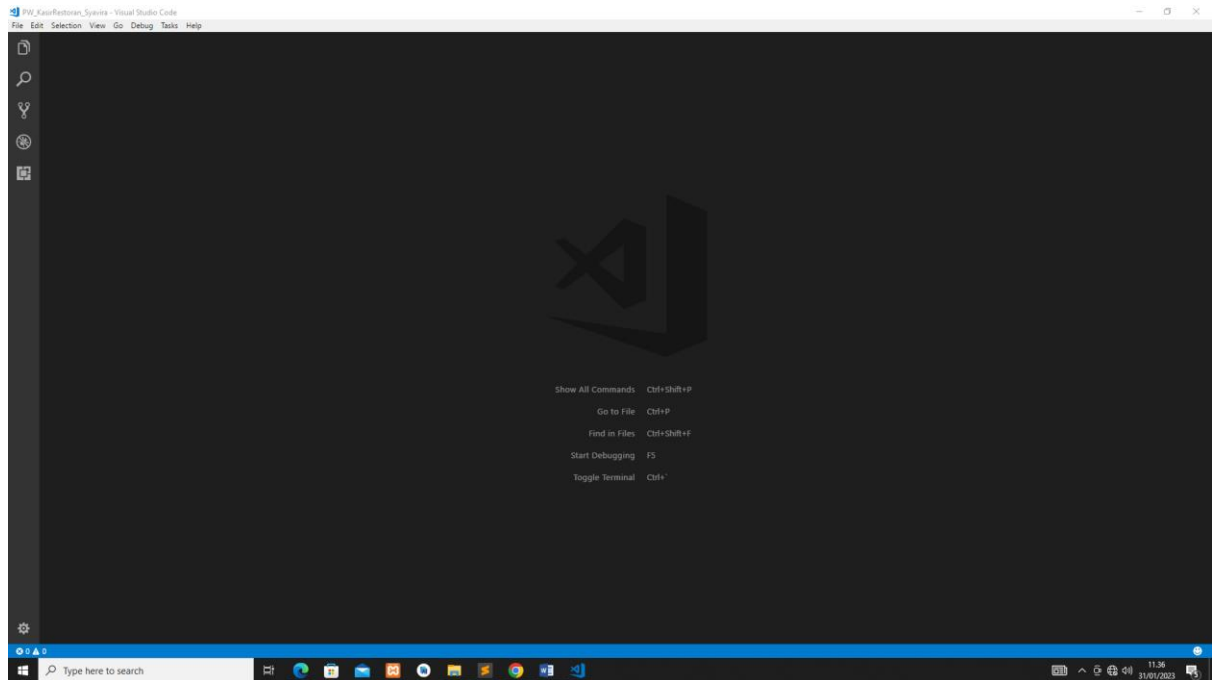 PW_KasirRestoran_Syavira - Visual Studio Code
File Edit Selection View Go Debug Tasks Help
Show All Commands Ctrl+Shift+P
Go to File Ctrl+P
Find in Files Ctrl+Shift+F
Start Debugging F5
Toggle Terminal Ctrl+`
0 0
Type here to search
11.36
31/01/2023